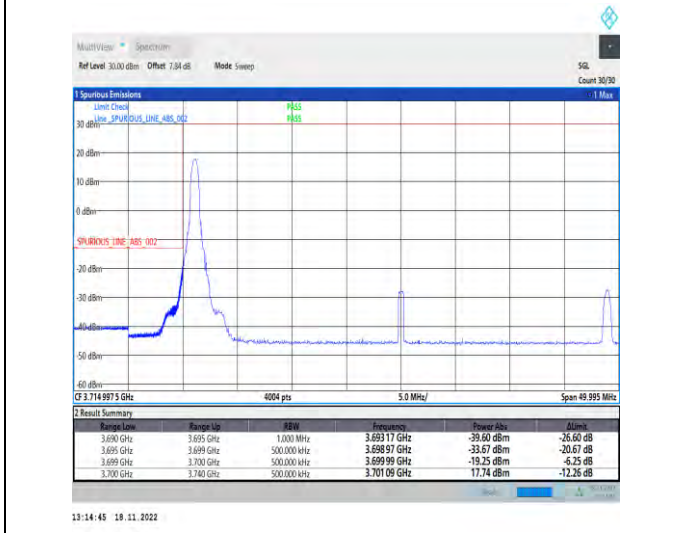 MultiView Spectrum
Ref Level 30.00 dBm Offset 7.84 dB Mode Sweep SGL
Count 30/30
1 Spurious Emissions 1 Max
Limit Check PASS
Line _SPURIOUS_LINE_ABS_002 PASS
30 dBm
20 dBm
10 dBm
0 dBm
_SPURIOUS_LINE_ABS_002
-20 dBm
-30 dBm
-40 dBm
-50 dBm
-60 dBm
CF 3.714 997 5 GHz 4004 pts 5.0 MHz/ Span 49.995 MHz
2 Result Summary
Range Low Range Up RBW Frequency Power Abs ΔLimit
3.690 GHz 3.695 GHz 1.000 MHz 3.693 17 GHz -39.60 dBm -26.60 dB
3.695 GHz 3.699 GHz 500.000 kHz 3.698 97 GHz -33.67 dBm -20.67 dB
3.699 GHz 3.700 GHz 500.000 kHz 3.699 99 GHz -19.25 dBm -6.25 dB
3.700 GHz 3.740 GHz 500.000 kHz 3.701 09 GHz 17.74 dBm -12.26 dB
13:14:45 18.11.2022